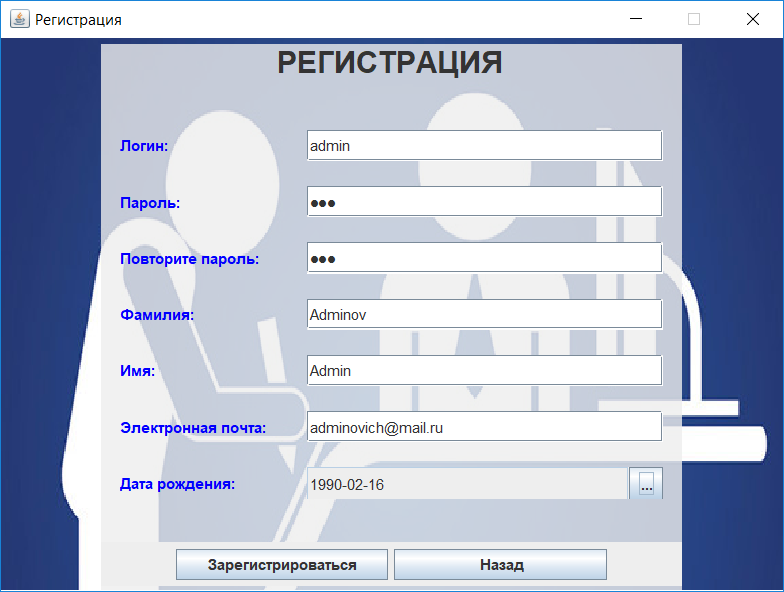 Регистрация
РЕГИСТРАЦИЯ
Логин: admin
Пароль: ●●●
Повторите пароль: ●●●
Фамилия: Adminov
Имя: Admin
Электронная почта: adminovich@mail.ru
Дата рождения: 1990-02-16 ...
Зарегистрироваться Назад